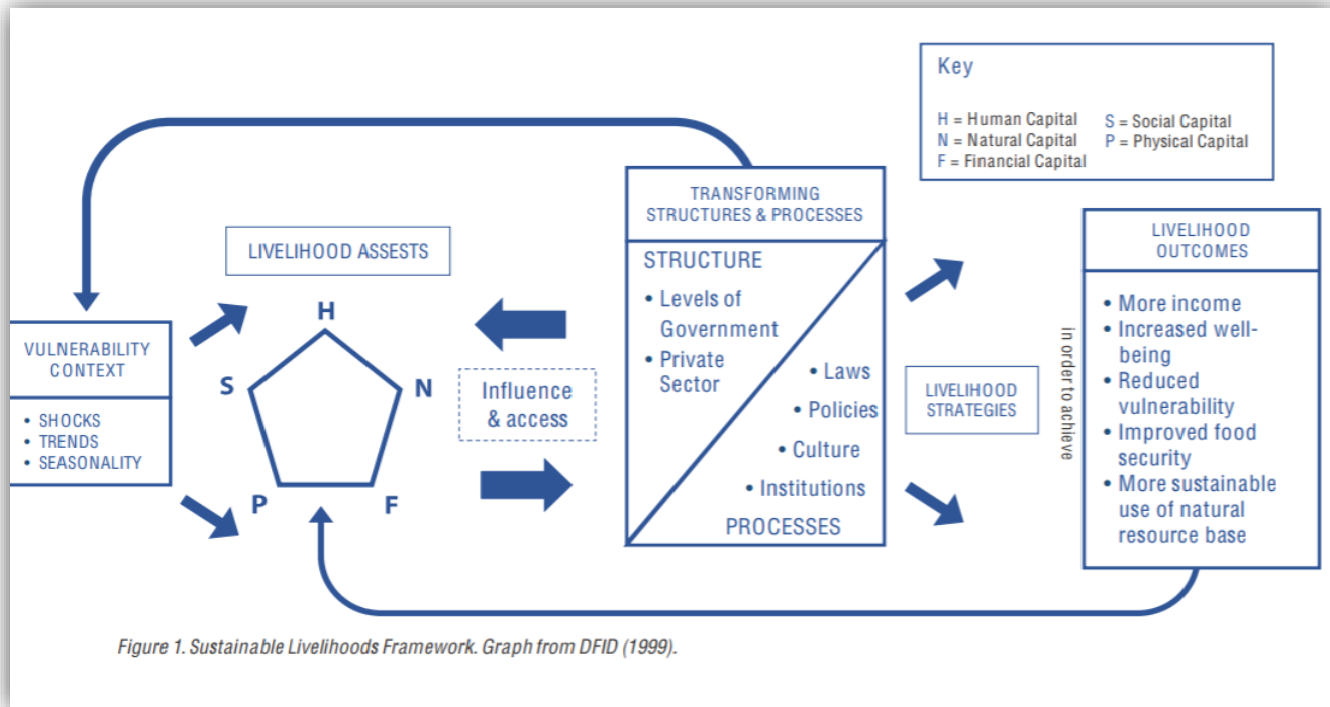 Key
H = Human Capital
S = Social Capital
N = Natural Capital
P = Physical Capital
F = Financial Capital
TRANSFORMING
STRUCTURES & PROCESSES
STRUCTURE
• Levels of
Government
• Private
Sector
• Laws
• Policies
• Culture
• Institutions
PROCESSES
LIVELIHOOD ASSESTS
H
S
N
P
F
VULNERABILITY
CONTEXT
• SHOCKS
• TRENDS
• SEASONALITY
Influence
& access
LIVELIHOOD
STRATEGIES
in order to achieve
LIVELIHOOD
OUTCOMES
• More income
• Increased well-
being
• Reduced
vulnerability
• Improved food
security
• More sustainable
use of natural
resource base
Figure 1. Sustainable Livelihoods Framework. Graph from DFID (1999).